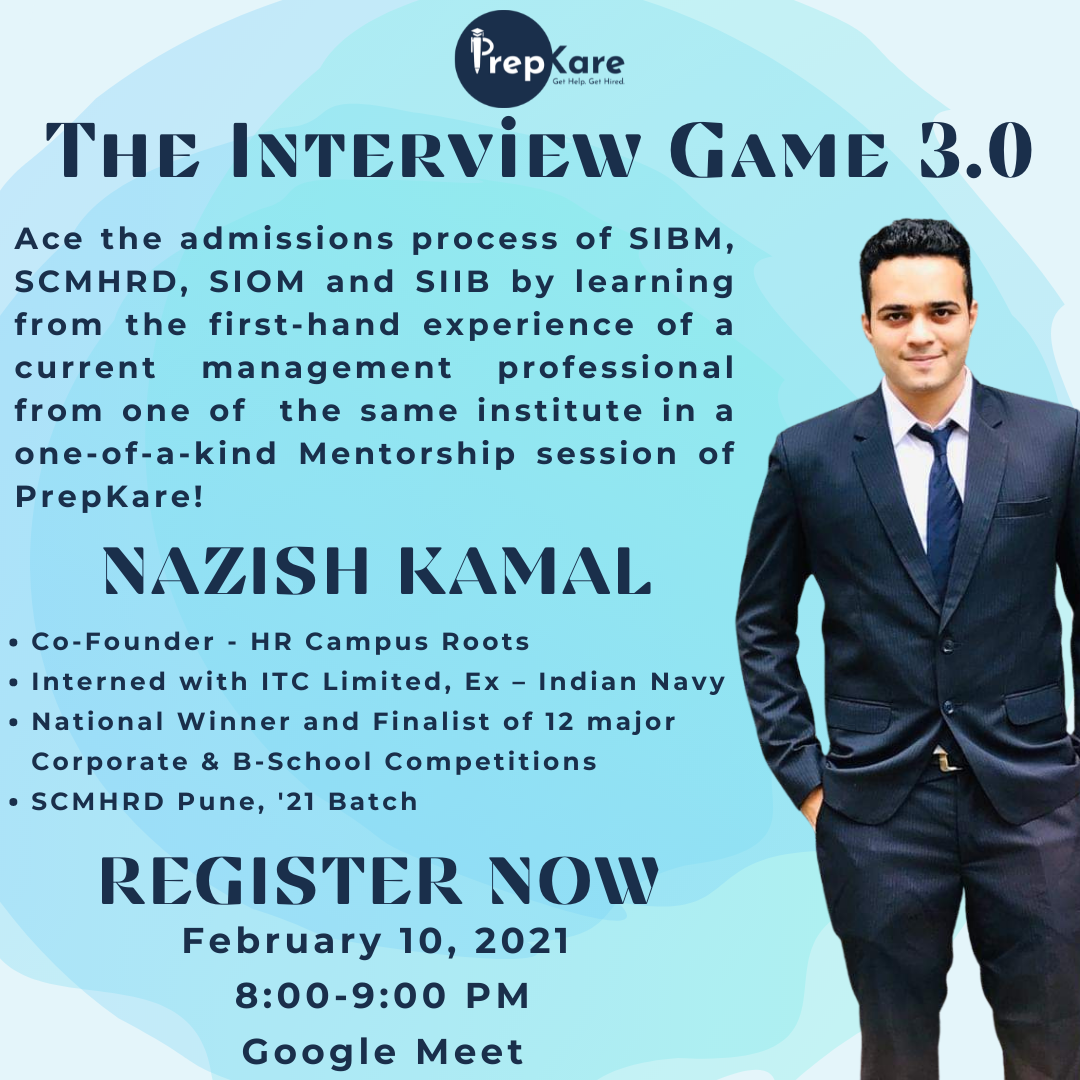 PrepKare
Get Help. Get Hired.
The Interview Game 3.0
Ace the admissions process of SIBM,
SCMHRD, SIOM and SIIB by learning
from the first-hand experience of a
current management professional
from one of the same institute in a
one-of-a-kind Mentorship session of
PrepKare!
NAZISH KAMAL
• Co-Founder - HR Campus Roots
• Interned with ITC Limited, Ex – Indian Navy
• National Winner and Finalist of 12 major
Corporate & B-School Competitions
• SCMHRD Pune, '21 Batch
REGISTER NOW
February 10, 2021
8:00-9:00 PM
Google Meet